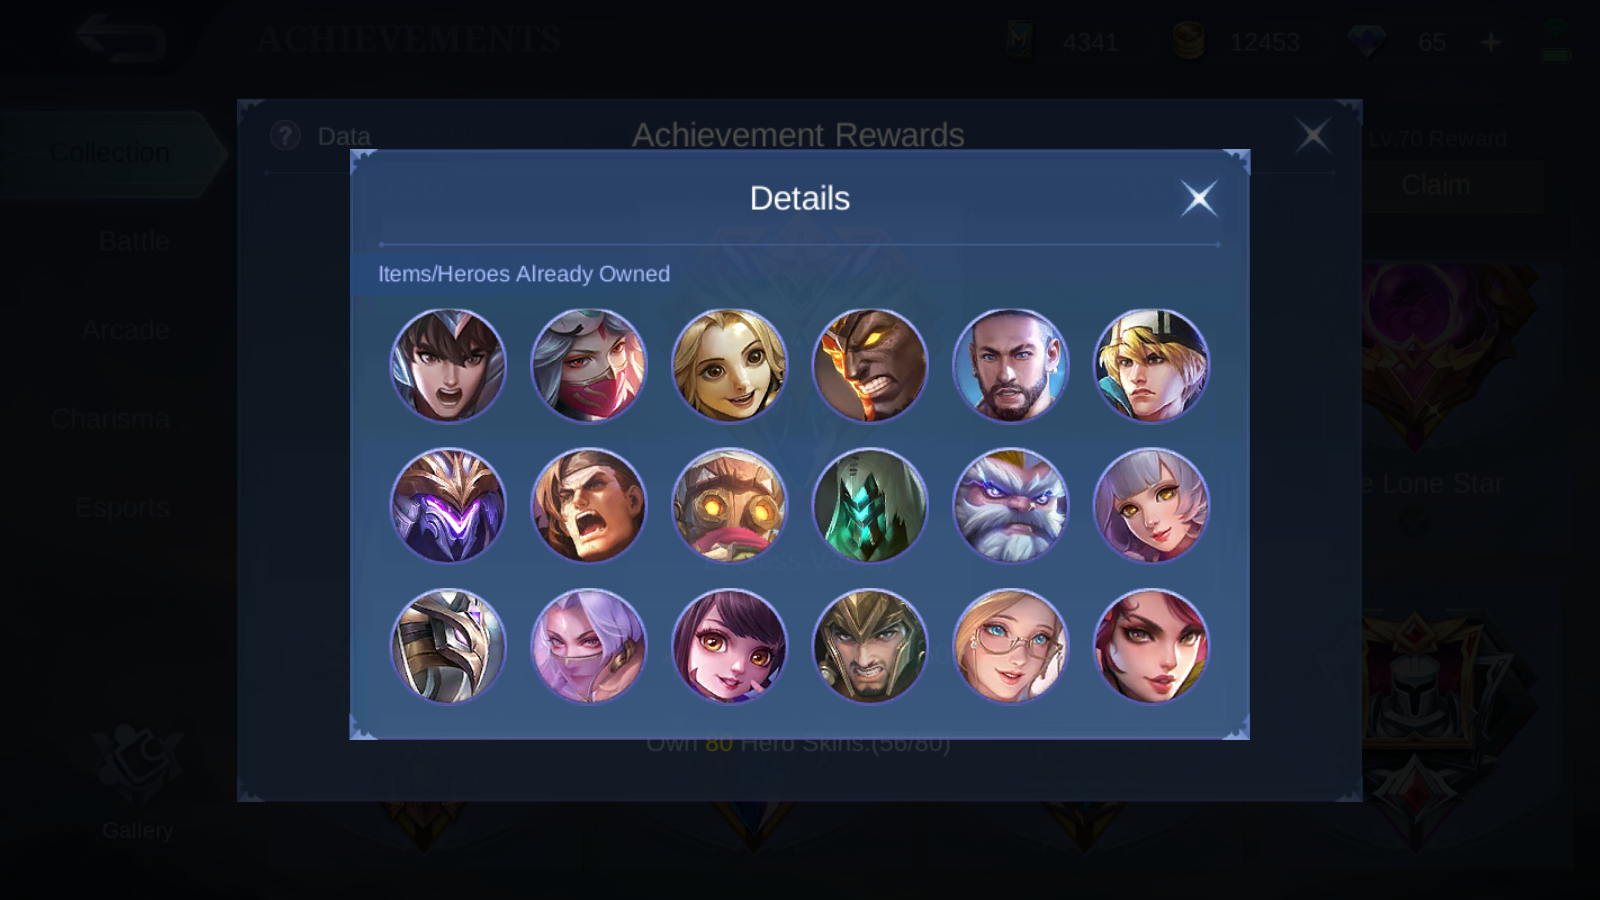 ACHIEVEMENTS
4341
12453
65
Collection
Data
Achievement Rewards
Lv.70 Reward
Claim
Details
Battle
Items/Heroes Already Owned
Arcade
Charisma
Esports
Lone Star
Own 80 Hero Skins.(56/80)
Gallery